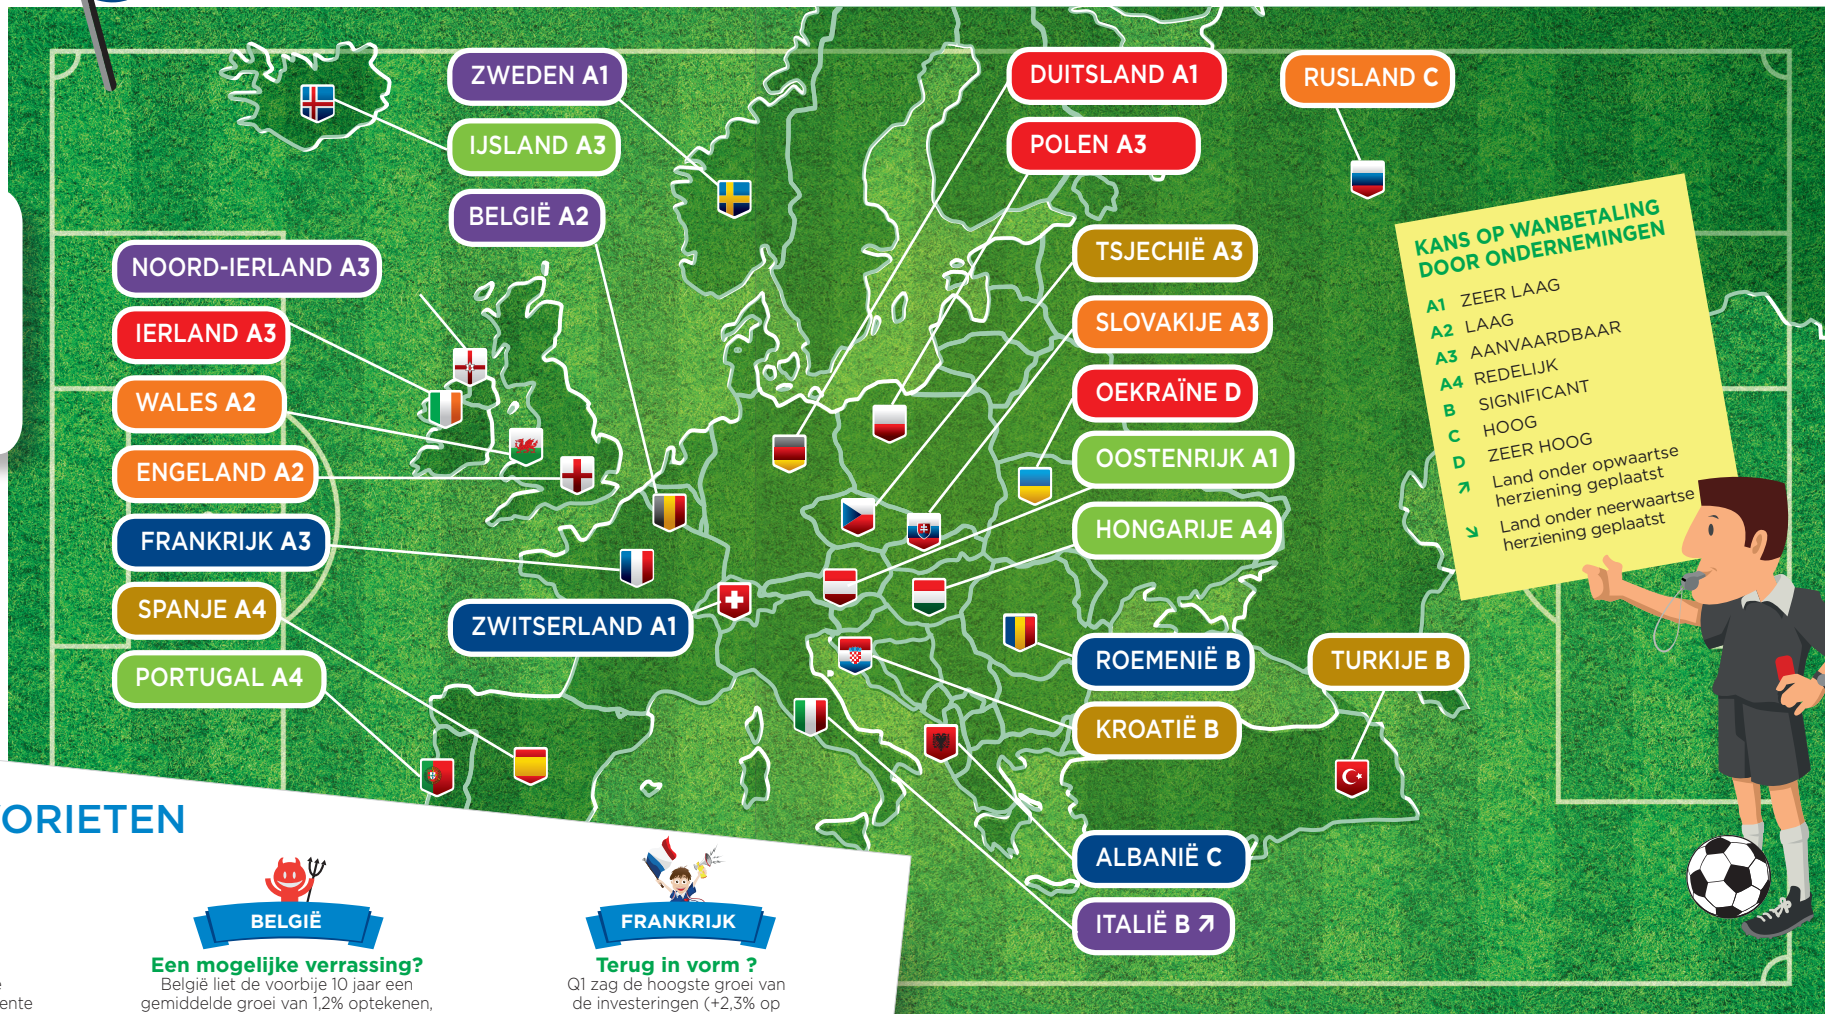 ZWEDEN A1
IJSLAND A3
BELGIË A2
NOORD-IERLAND A3
IERLAND A3
WALES A2
ENGELAND A2
FRANKRIJK A3
SPANJE A4
PORTUGAL A4
ZWITSERLAND A1
DUITSLAND A1
POLEN A3
RUSLAND C
TSJECHIË A3
SLOVAKIJE A3
OEKRAÏNE D
OOSTENRIJK A1
HONGARIJE A4
ROEMENIË B
TURKIJE B
KROATIË B
ALBANIË C
ITALIË B ↗
KANS OP WANBETALING
DOOR ONDERNEMINGEN
A1 ZEER LAAG
A2 LAAG
A3 AANVAARDBAAR
A4 REDELIJK
B SIGNIFICANT
C HOOG
D ZEER HOOG
↗ Land onder opwaartse
herziening geplaatst
↘ Land onder neerwaartse
herziening geplaatst
ORIETEN
BELGIË
Een mogelijke verrassing?
België liet de voorbije 10 jaar een
gemiddelde groei van 1,2% optekenen,
FRANKRIJK
Terug in vorm ?
Q1 zag de hoogste groei van
de investeringen (+2,3% op